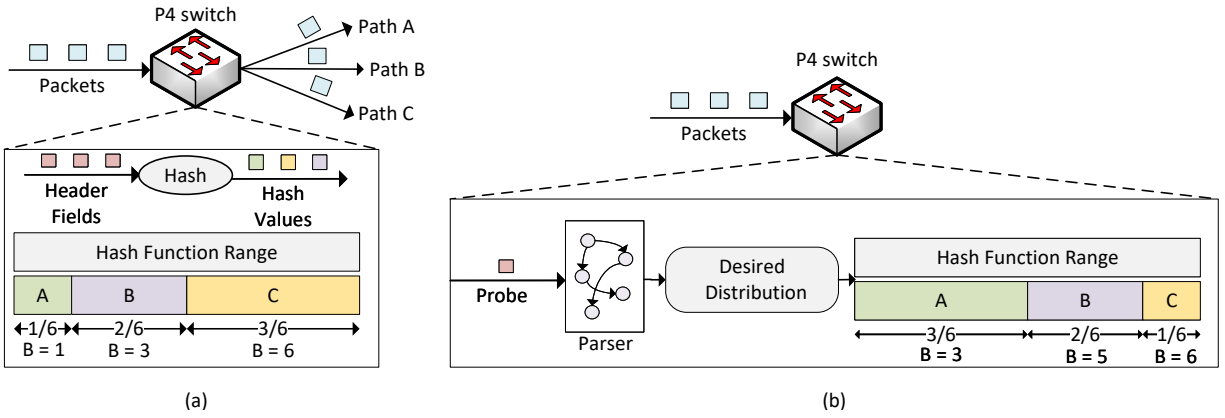 P4 switch
Packets
Path A
Path B
Path C
Header
Fields
Hash
Hash
Values
Hash Function Range
A B C
1/6 2/6 3/6
B = 1 B = 3 B = 6
(a)
P4 switch
Packets
Probe
Parser
Desired
Distribution
Hash Function Range
A B C
3/6 2/6 1/6
B = 3 B = 5 B = 6
(b)